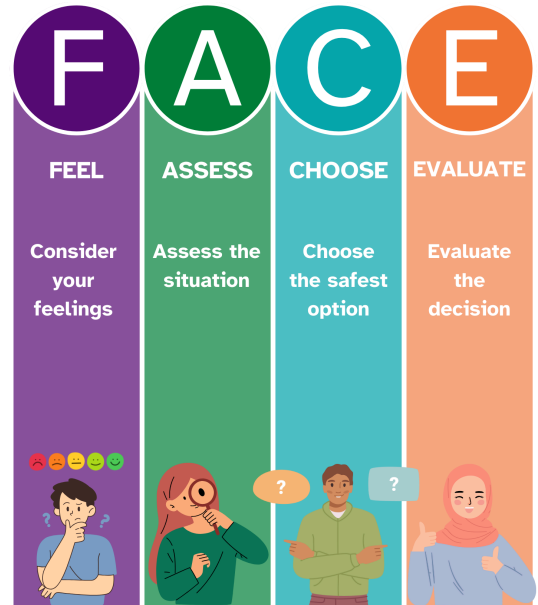 F
FEEL
Consider
your
feelings
A
ASSESS
Assess the
situation
C
CHOOSE
Choose
the safest
option
E
EVALUATE
Evaluate
the
decision
?
?
?
?